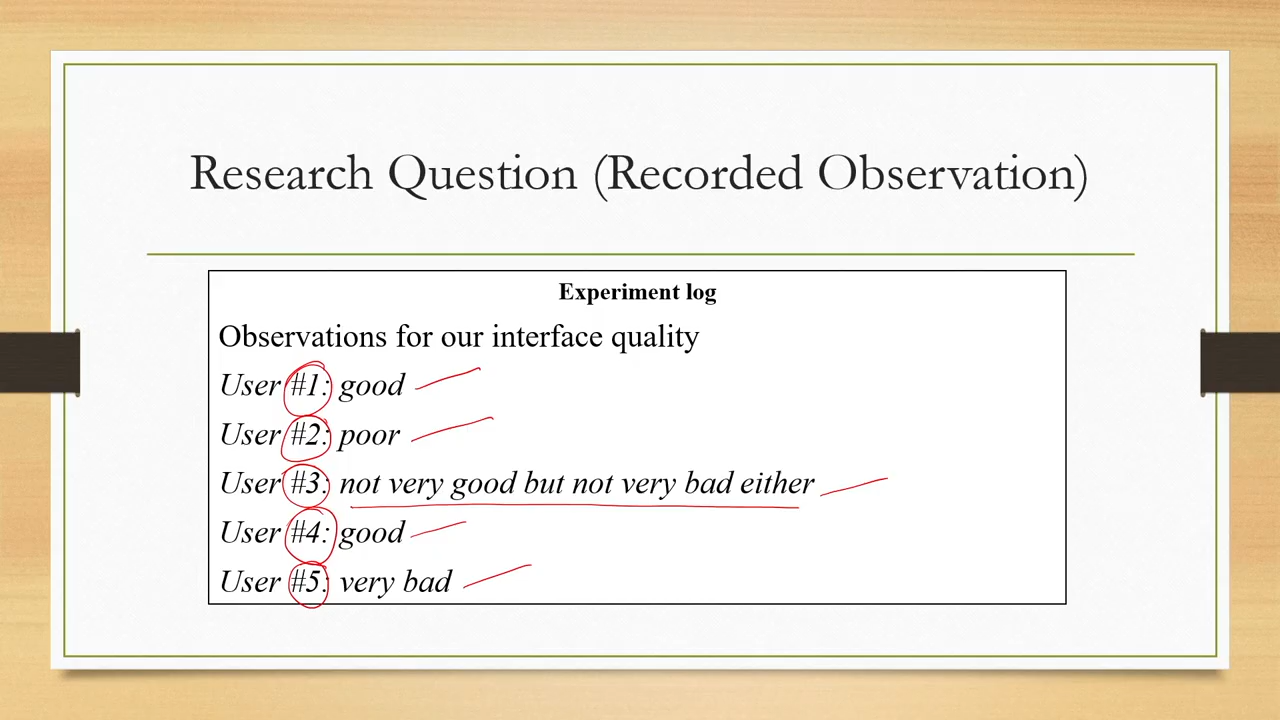 Research Question (Recorded Observation)
Experiment log
Observations for our interface quality
User #1: good
User #2: poor
User #3: not very good but not very bad either
User #4: good
User #5: very bad